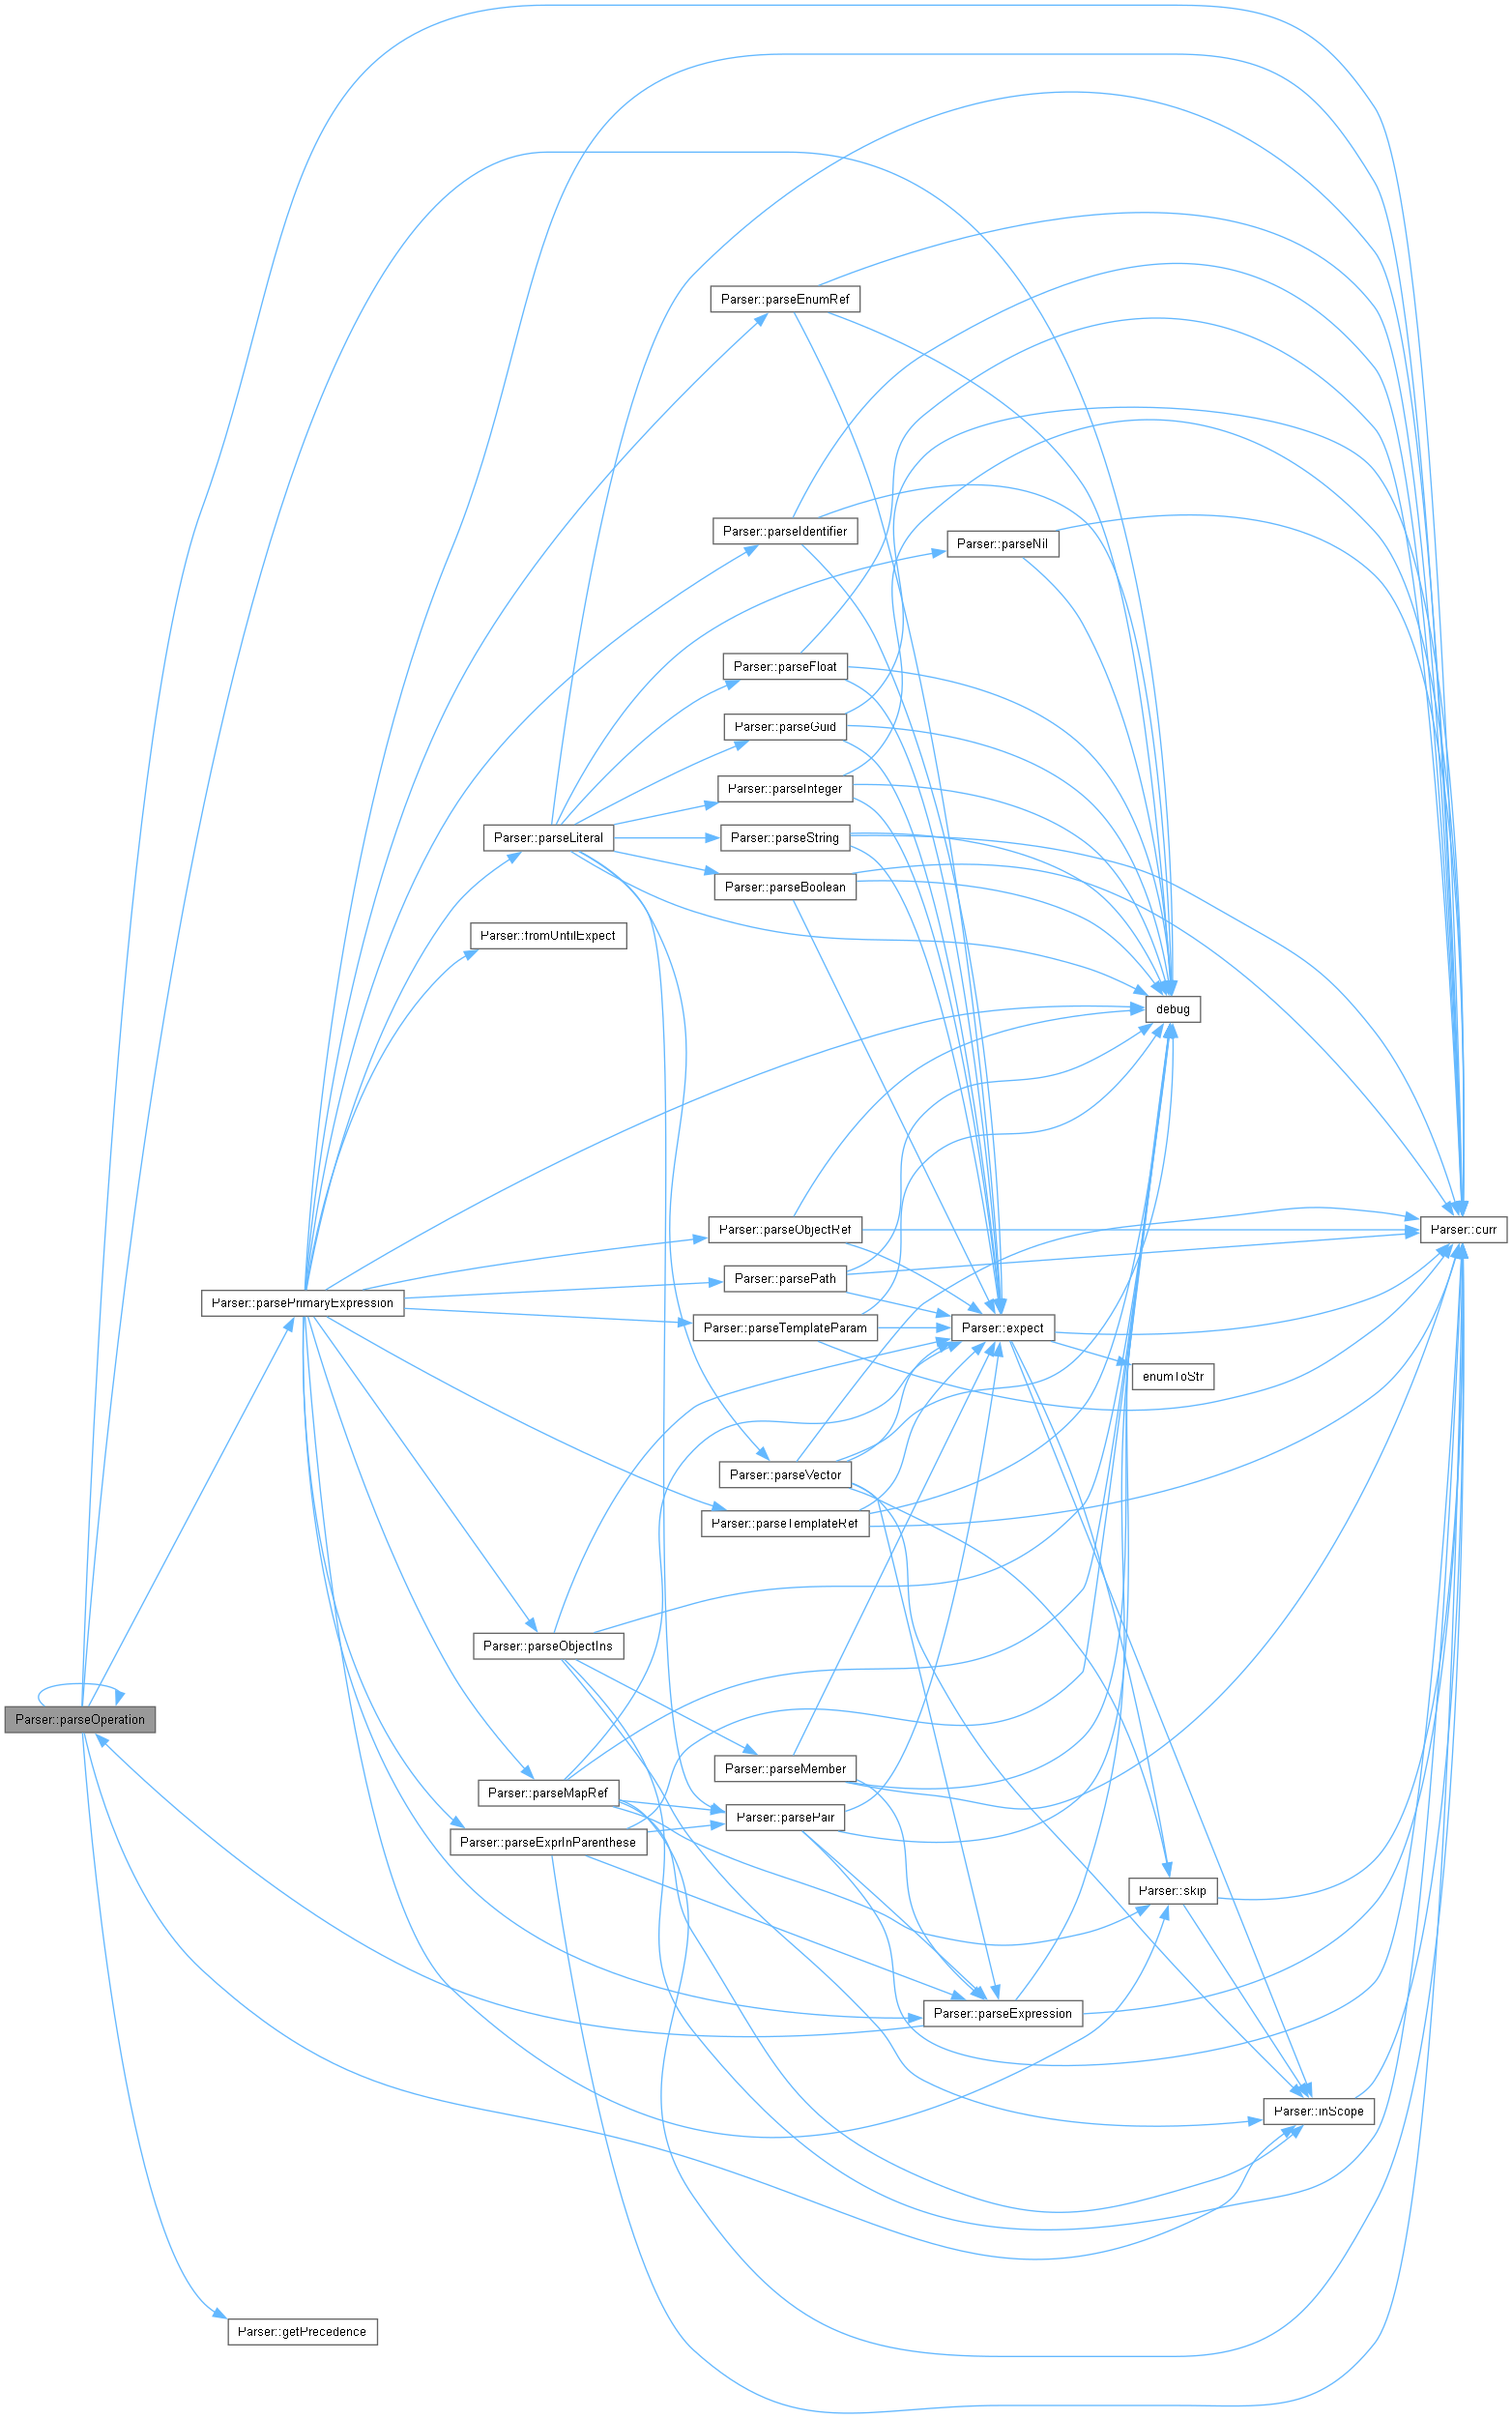 Parser::parseEnumRef
Parser::parseIdentifier
Parser::parseNil
Parser::parseFloat
Parser::parseGuid
Parser::parseInteger
Parser::parseLiteral
Parser::parseString
Parser::parseBoolean
Parser::fromUntilExpect
debug
Parser::parseObjectRef
Parser::curr
Parser::parsePath
Parser::parsePrimaryExpression
Parser::parseTemplateParam
Parser::expect
enumToStr
Parser::parseVector
Parser::parseTemplateRef
Parser::parseObjectIns
Parser::parseOperation
Parser::parseMember
Parser::parseMapRef
Parser::parsePair
Parser::parseExprInParenthese
Parser::skip
Parser::parseExpression
Parser::inScope
Parser::getPrecedence